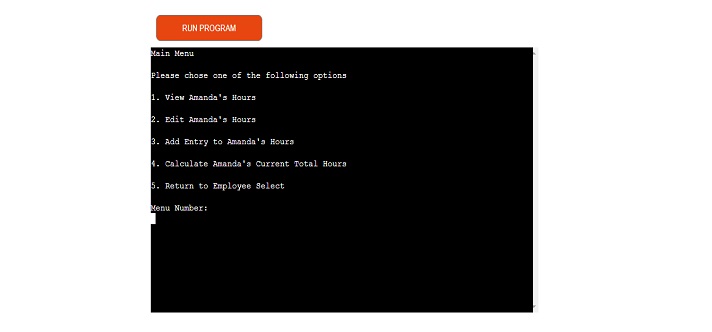 RUN PROGRAM
Main Menu
Please chose one of the following options
1. View Amanda's Hours
2. Edit Amanda's Hours
3. Add Entry to Amanda's Hours
4. Calculate Amanda's Current Total Hours
5. Return to Employee Select
Menu Number: